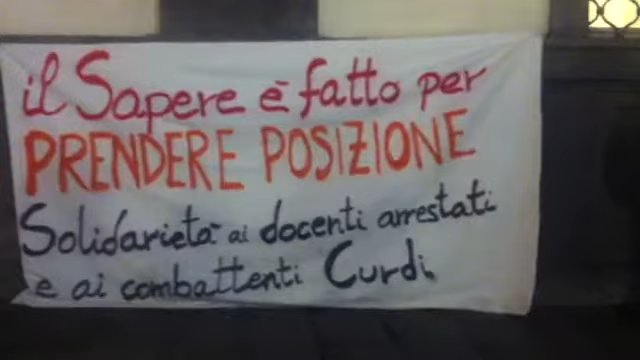 il Sapere è fatto per
PRENDERE POSIZIONE
Solidarietà ai docenti arrestati
e ai combattenti Curdi